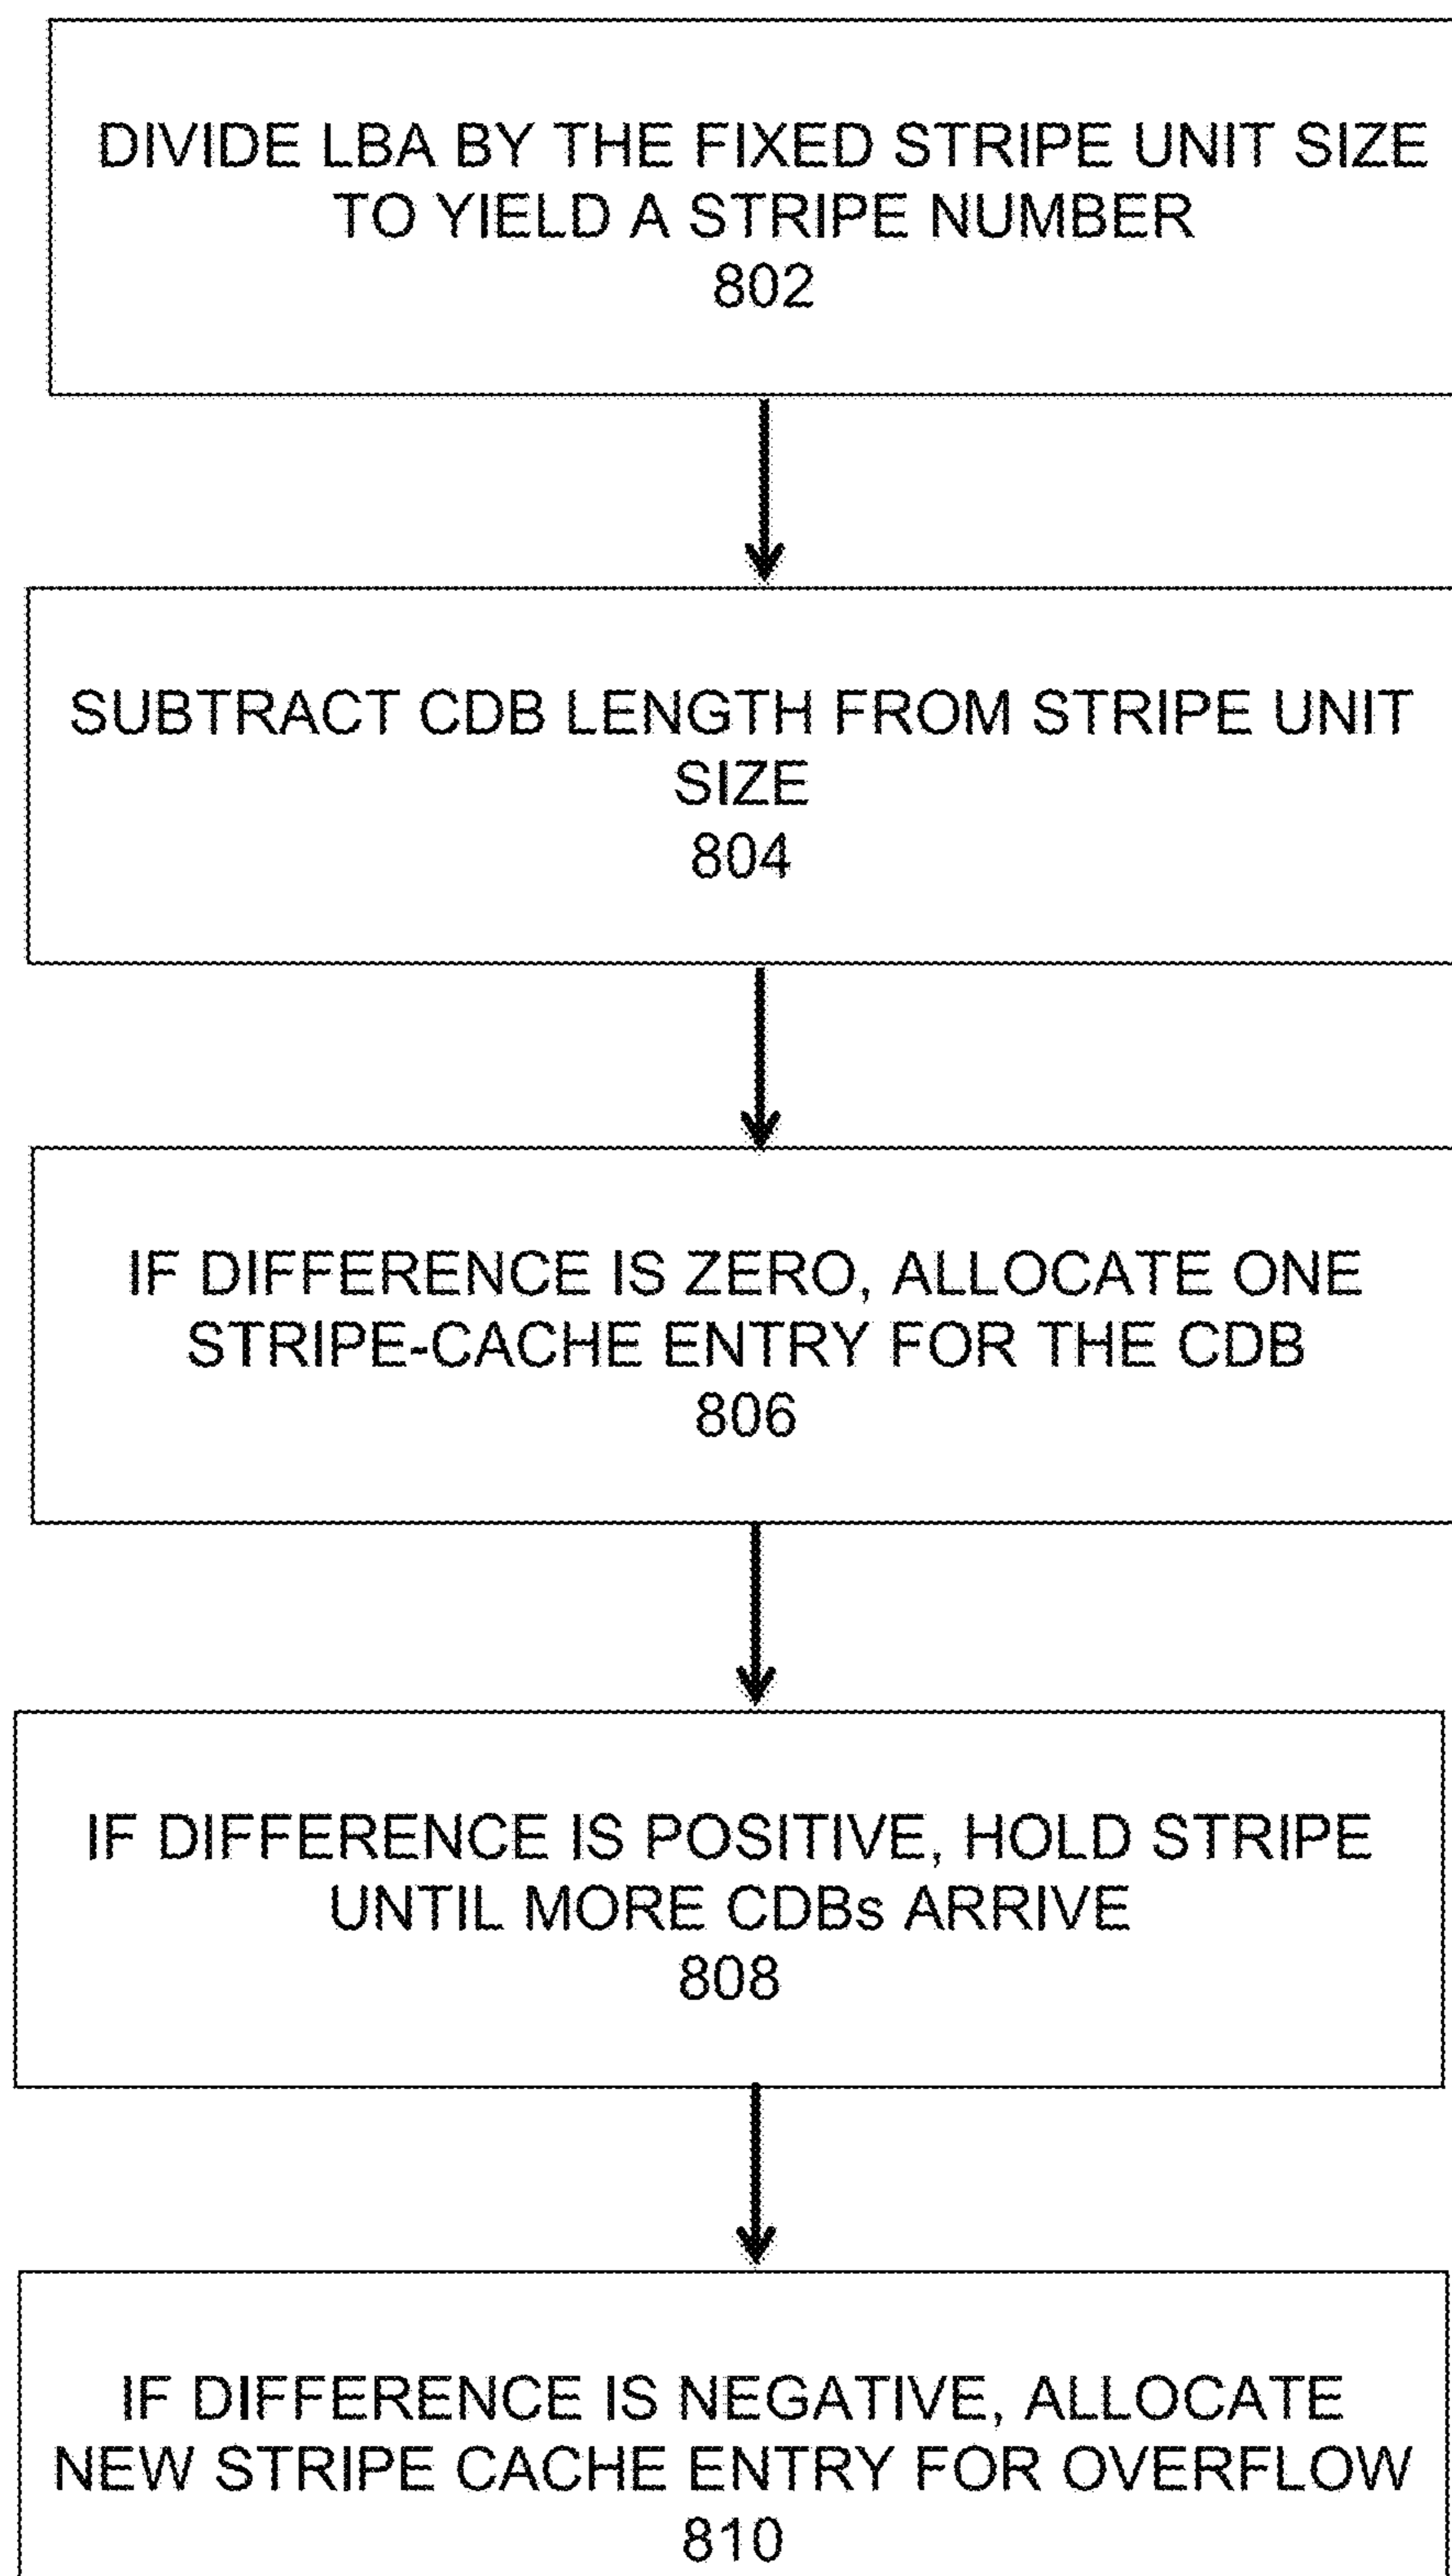 DIVIDE LBA BY THE FIXED STRIPE UNIT SIZE
TO YIELD A STRIPE NUMBER
802
SUBTRACT CDB LENGTH FROM STRIPE UNIT
SIZE
804
IF DIFFERENCE IS ZERO, ALLOCATE ONE
STRIPE-CACHE ENTRY FOR THE CDB
806
IF DIFFERENCE IS POSITIVE, HOLD STRIPE
UNTIL MORE CDBs ARRIVE
808
IF DIFFERENCE IS NEGATIVE, ALLOCATE
NEW STRIPE CACHE ENTRY FOR OVERFLOW
810